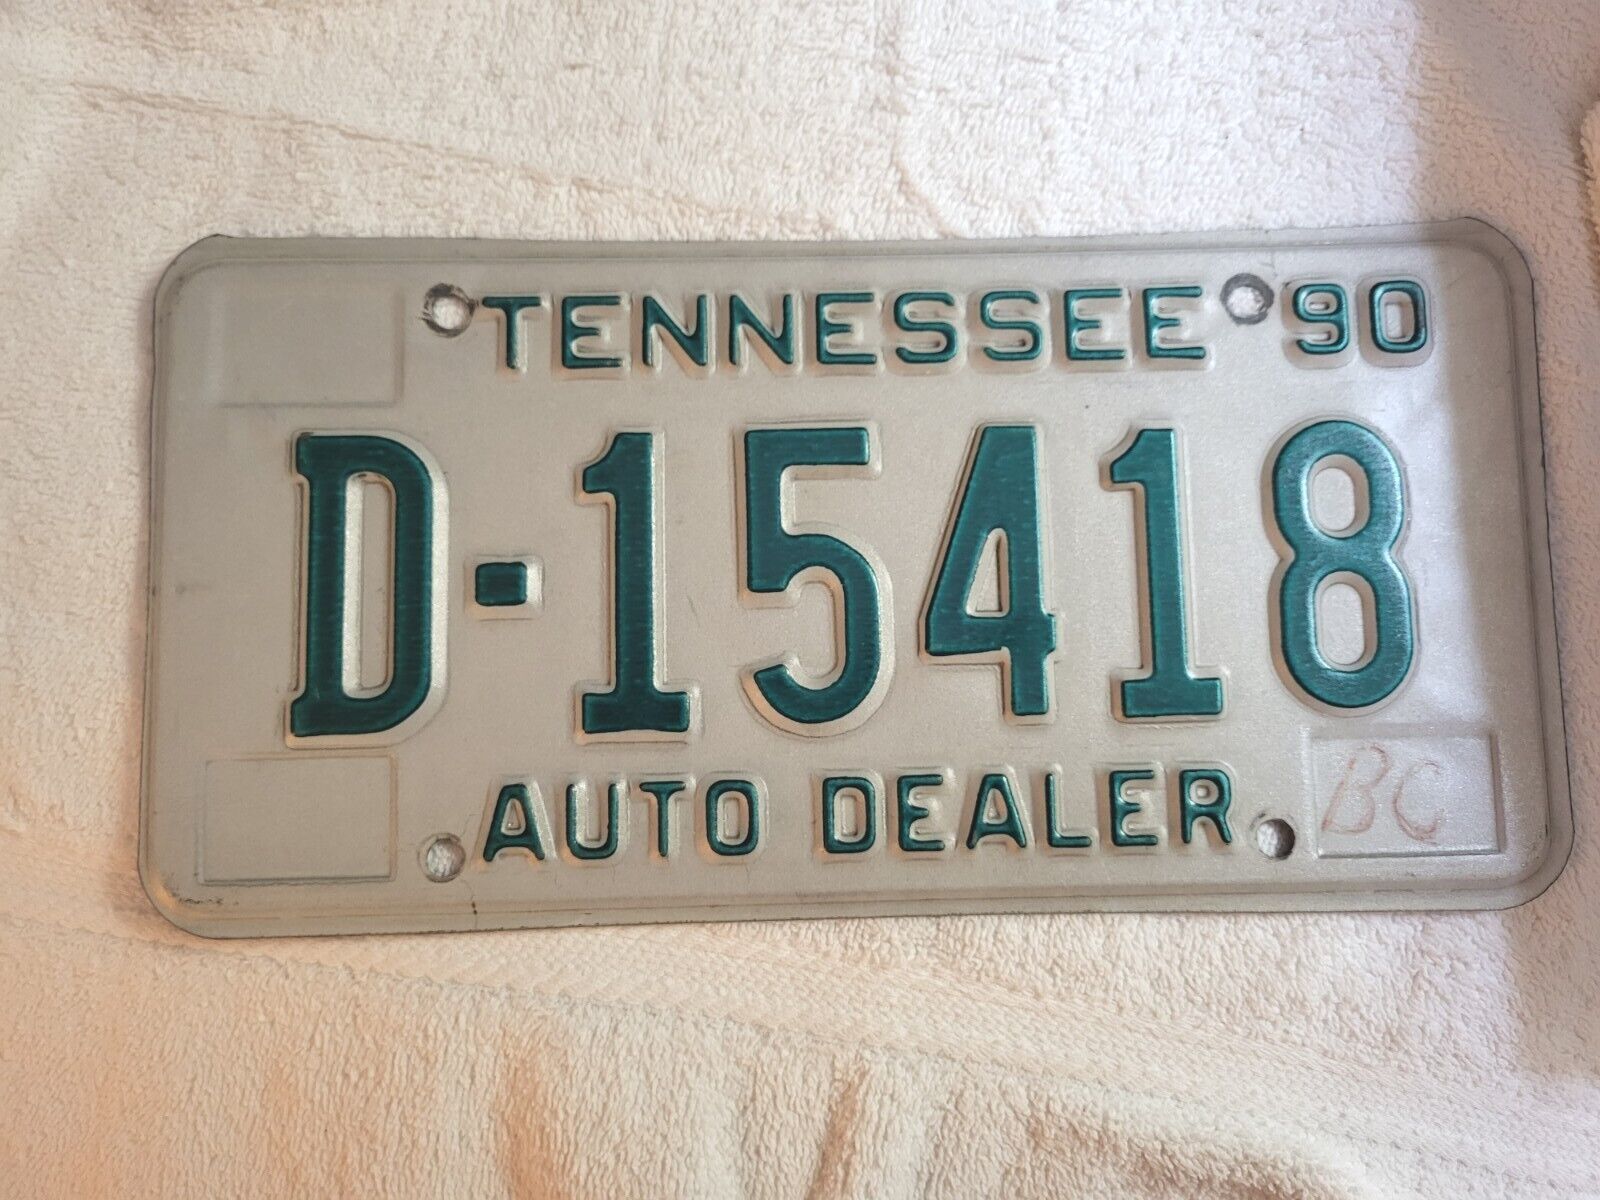 TENNESSEE 90
D-15418
AUTO DEALER
BC